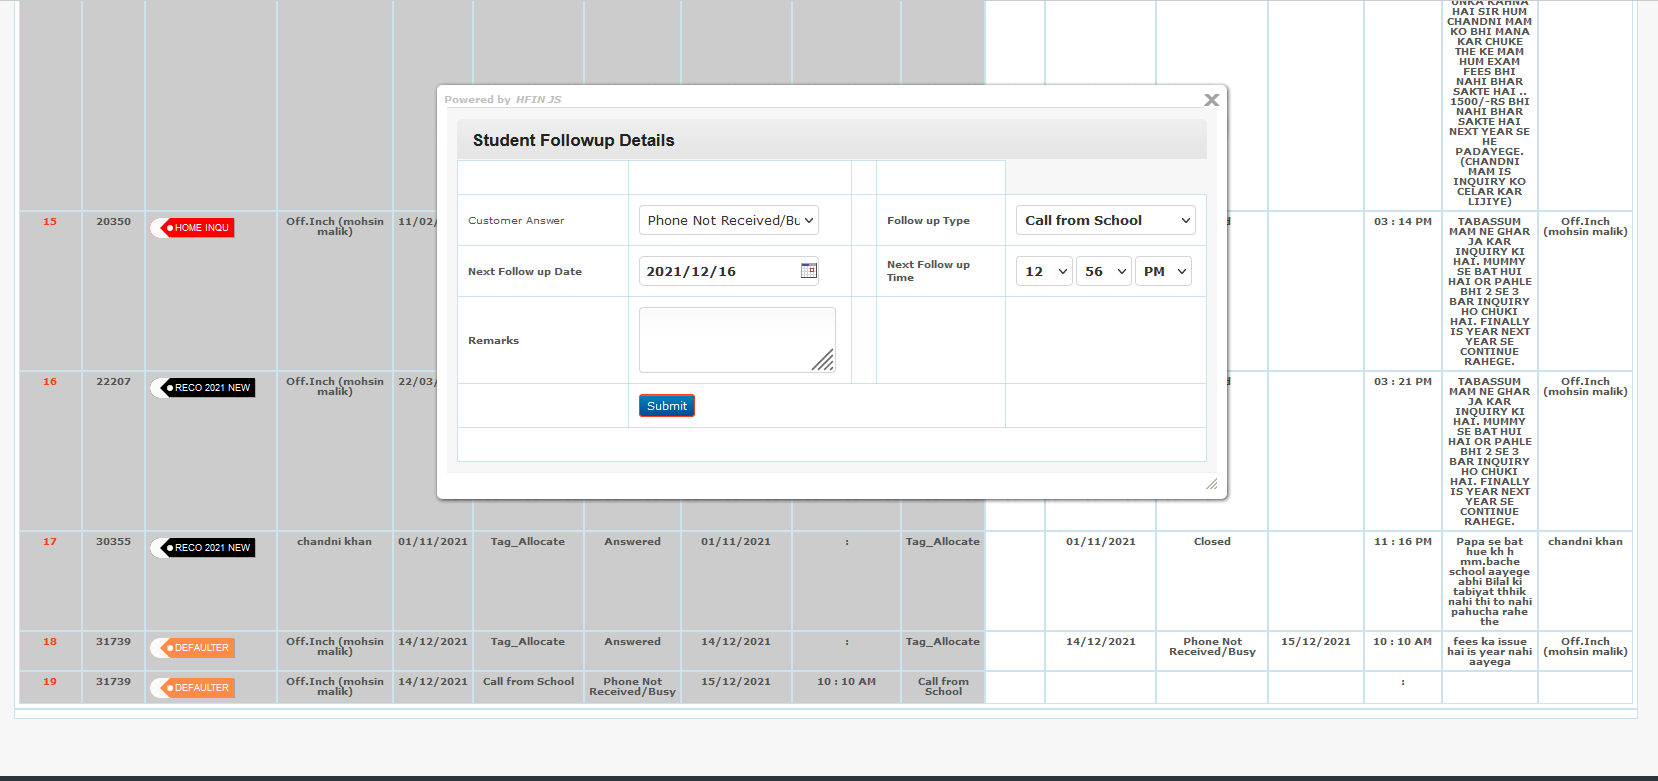 UNKA KAHNA
HAI SIR HUM
CHANDNI MAM
KO BHI MANA
KAR CHUKE
THE KE MAM
HUM EXAM
FEES BHI
NAHI BHAR
SAKTE HAI ..
1500/-RS BHI
NAHI BHAR
SAKTE HAI
NEXT YEAR SE
HE
PADAYEGE.
(CHANDNI
MAM IS
INQUIRY KO
CELAR KAR
LIJIYE)
Powered by HFIN JS
Student Followup Details
Customer Answer
Phone Not Received/Bu
Follow up Type
Call from School
Next Follow up Date
2021/12/16
Next Follow up
Time
12
56
PM
Remarks
Submit
15
20350
HOME INQU
Off.Inch (mohsin
malik)
11/02/
03 : 14 PM
TABASSUM
MAM NE GHAR
JA KAR
INQUIRY KI
HAI. MUMMY
SE BAT HUI
HAI OR PAHLE
BHI 2 SE 3
BAR INQUIRY
HO CHUKI
HAI. FINALLY
IS YEAR NEXT
YEAR SE
CONTINUE
RAHEGE.
Off.Inch
(mohsin malik)
16
22207
RECO 2021 NEW
Off.Inch (mohsin
malik)
22/03/
03 : 21 PM
TABASSUM
MAM NE GHAR
JA KAR
INQUIRY KI
HAI. MUMMY
SE BAT HUI
HAI OR PAHLE
BHI 2 SE 3
BAR INQUIRY
HO CHUKI
HAI. FINALLY
IS YEAR NEXT
YEAR SE
CONTINUE
RAHEGE.
Off.Inch
(mohsin malik)
17
30355
RECO 2021 NEW
chandni khan
01/11/2021
Tag_Allocate
Answered
01/11/2021
:
Tag_Allocate
01/11/2021
Closed
11 : 16 PM
Papa se bat
hue kh h
mm.bache
school aayege
abhi Bilal ki
tabiyat thhik
nahi thi to nahi
pahucha rahe
the
chandni khan
18
31739
DEFAULTER
Off.Inch (mohsin
malik)
14/12/2021
Tag_Allocate
Answered
14/12/2021
:
Tag_Allocate
14/12/2021
Phone Not
Received/Busy
15/12/2021
10 : 10 AM
fees ka issue
hai is year nahi
aayega
Off.Inch
(mohsin malik)
19
31739
DEFAULTER
Off.Inch (mohsin
malik)
14/12/2021
Call from School
Phone Not
Received/Busy
15/12/2021
10 : 10 AM
Call from
School
: